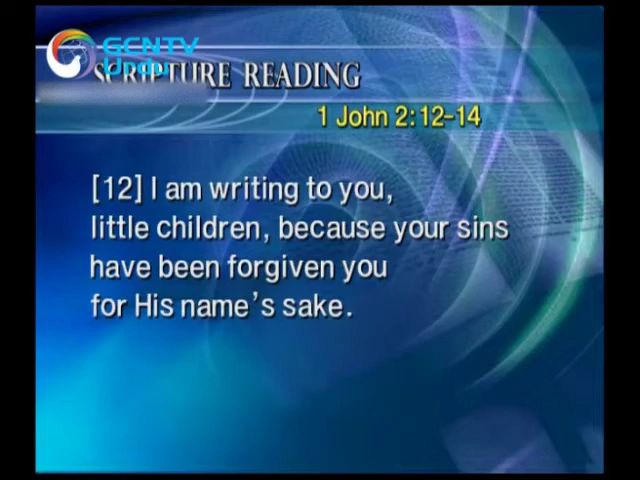 GCNTV
Urdu
SCRIPTURE READING
1 John 2:12-14
[12] I am writing to you,
little children, because your sins
have been forgiven you
for His name's sake.